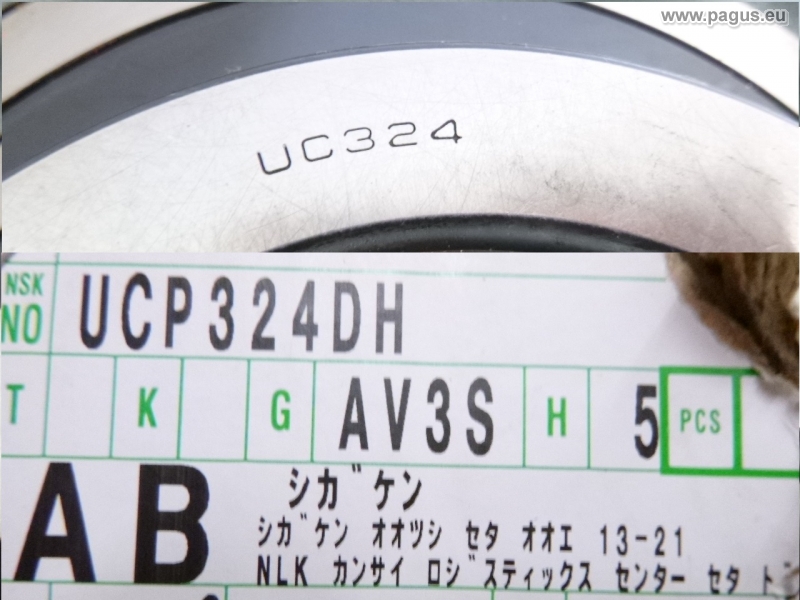 www.pagus.eu
UC324
NSK
NO UCP324DH
T K G AV3S H 5 PCS
AB シガケン
シガケン オオツシ セタ オオエ 13-21
NLK カンサイ ロジスティックス センター セタ